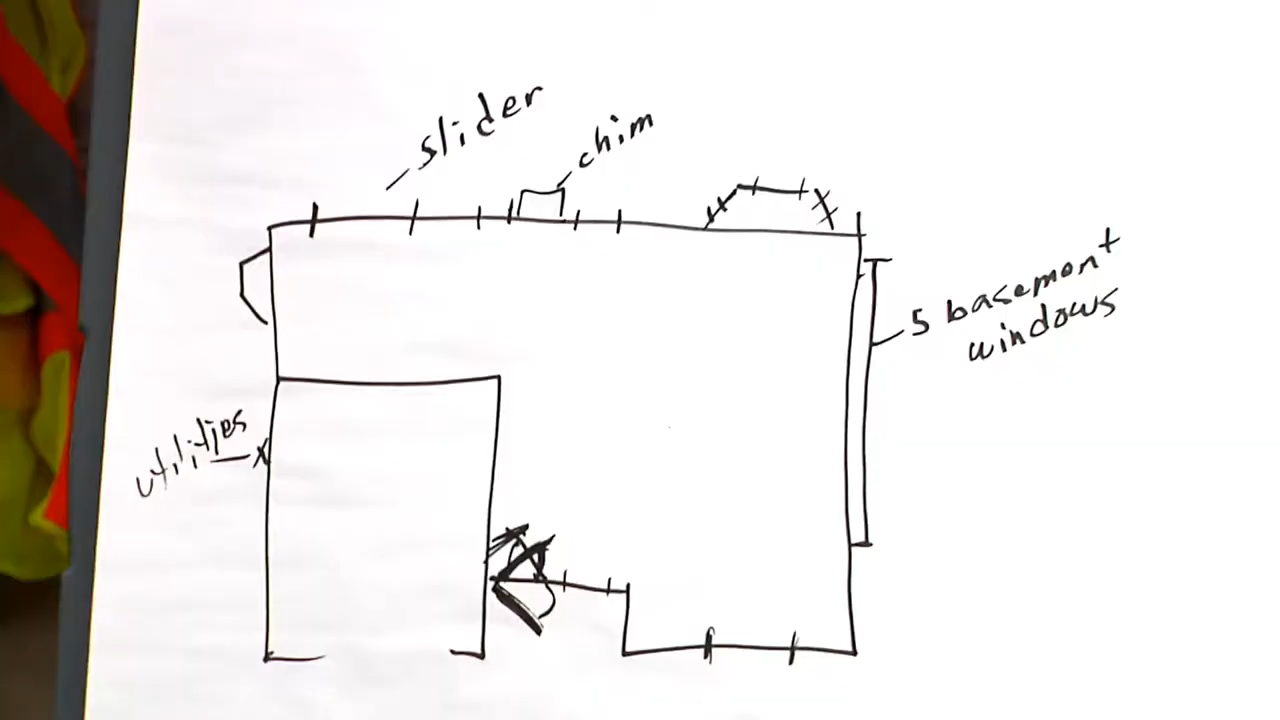 slider
chim
5 basement
windows
utilities
x